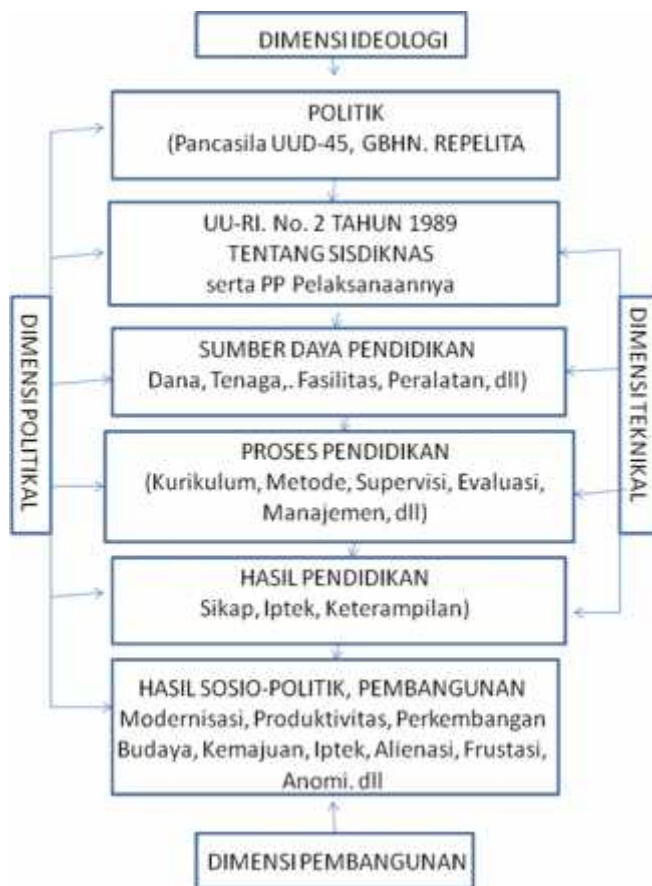 DIMENSI IDEOLOGI
POLITIK
(Pancasila UUD-45, GBHN. REPELITA
UU-RI. No. 2 TAHUN 1989
TENTANG SISDIKNAS
serta PP Pelaksanaannya
SUMBER DAYA PENDIDIKAN
Dana, Tenaga,. Fasilitas, Peralatan, dll)
PROSES PENDIDIKAN
(Kurikulum, Metode, Supervisi, Evaluasi,
Manajemen, dll)
HASIL PENDIDIKAN
Sikap, Iptek, Keterampilan)
HASIL SOSIO-POLITIK, PEMBANGUNAN
Modernisasi, Produktivitas, Perkembangan
Budaya, Kemajuan, Iptek, Alienasi, Frustasi,
Anomi. dll
DIMENSI POLITIKAL
DIMENSI TEKNIKAL
DIMENSI PEMBANGUNAN